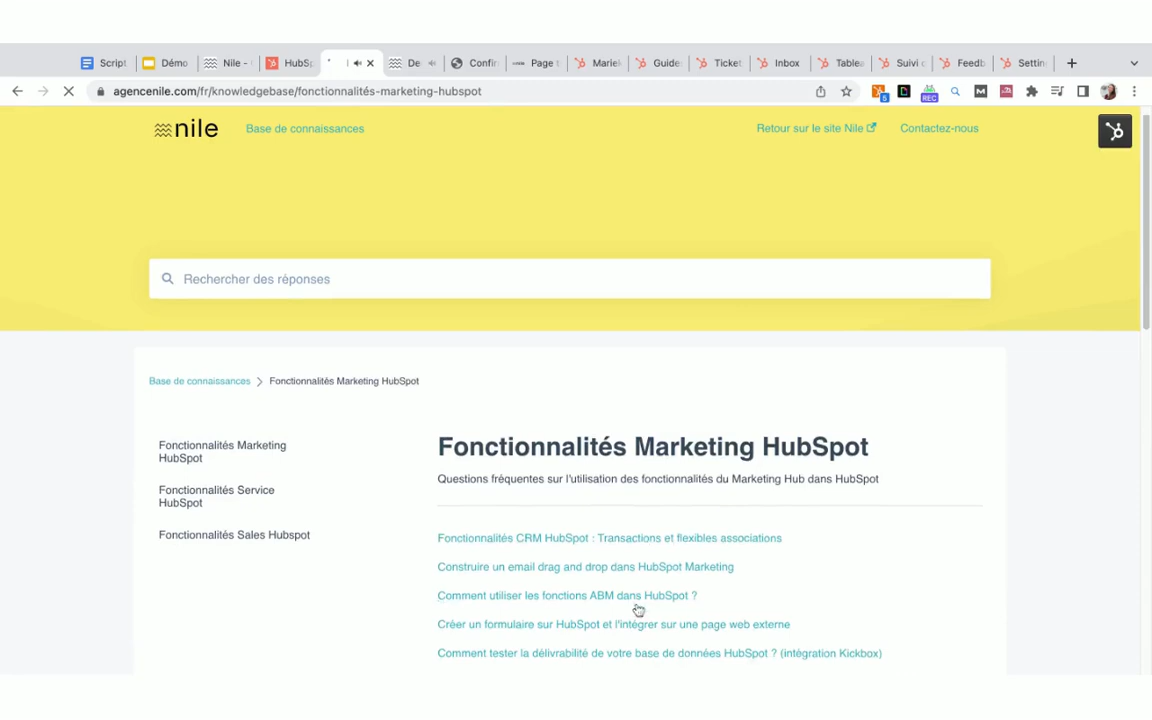 Script
Démo
Nile -
HubSp
De
Confir
Page t
Mariek
Guide:
Ticket
Inbox
Tablea
Suivi c
Feedb
Settin
agencenile.com/fr/knowledgebase/fonctionnalités-marketing-hubspot
5
REC
M
nile
Base de connaissances
Retour sur le site Nile
Contactez-nous
Rechercher des réponses
Base de connaissances
Fonctionnalités Marketing HubSpot
Fonctionnalités Marketing
HubSpot
Fonctionnalités Service
HubSpot
Fonctionnalités Sales Hubspot
Fonctionnalités Marketing HubSpot
Questions fréquentes sur l'utilisation des fonctionnalités du Marketing Hub dans HubSpot
Fonctionnalités CRM HubSpot : Transactions et flexibles associations
Construire un email drag and drop dans HubSpot Marketing
Comment utiliser les fonctions ABM dans HubSpot ?
Créer un formulaire sur HubSpot et l'intégrer sur une page web externe
Comment tester la délivrabilité de votre base de données HubSpot ? (intégration Kickbox)